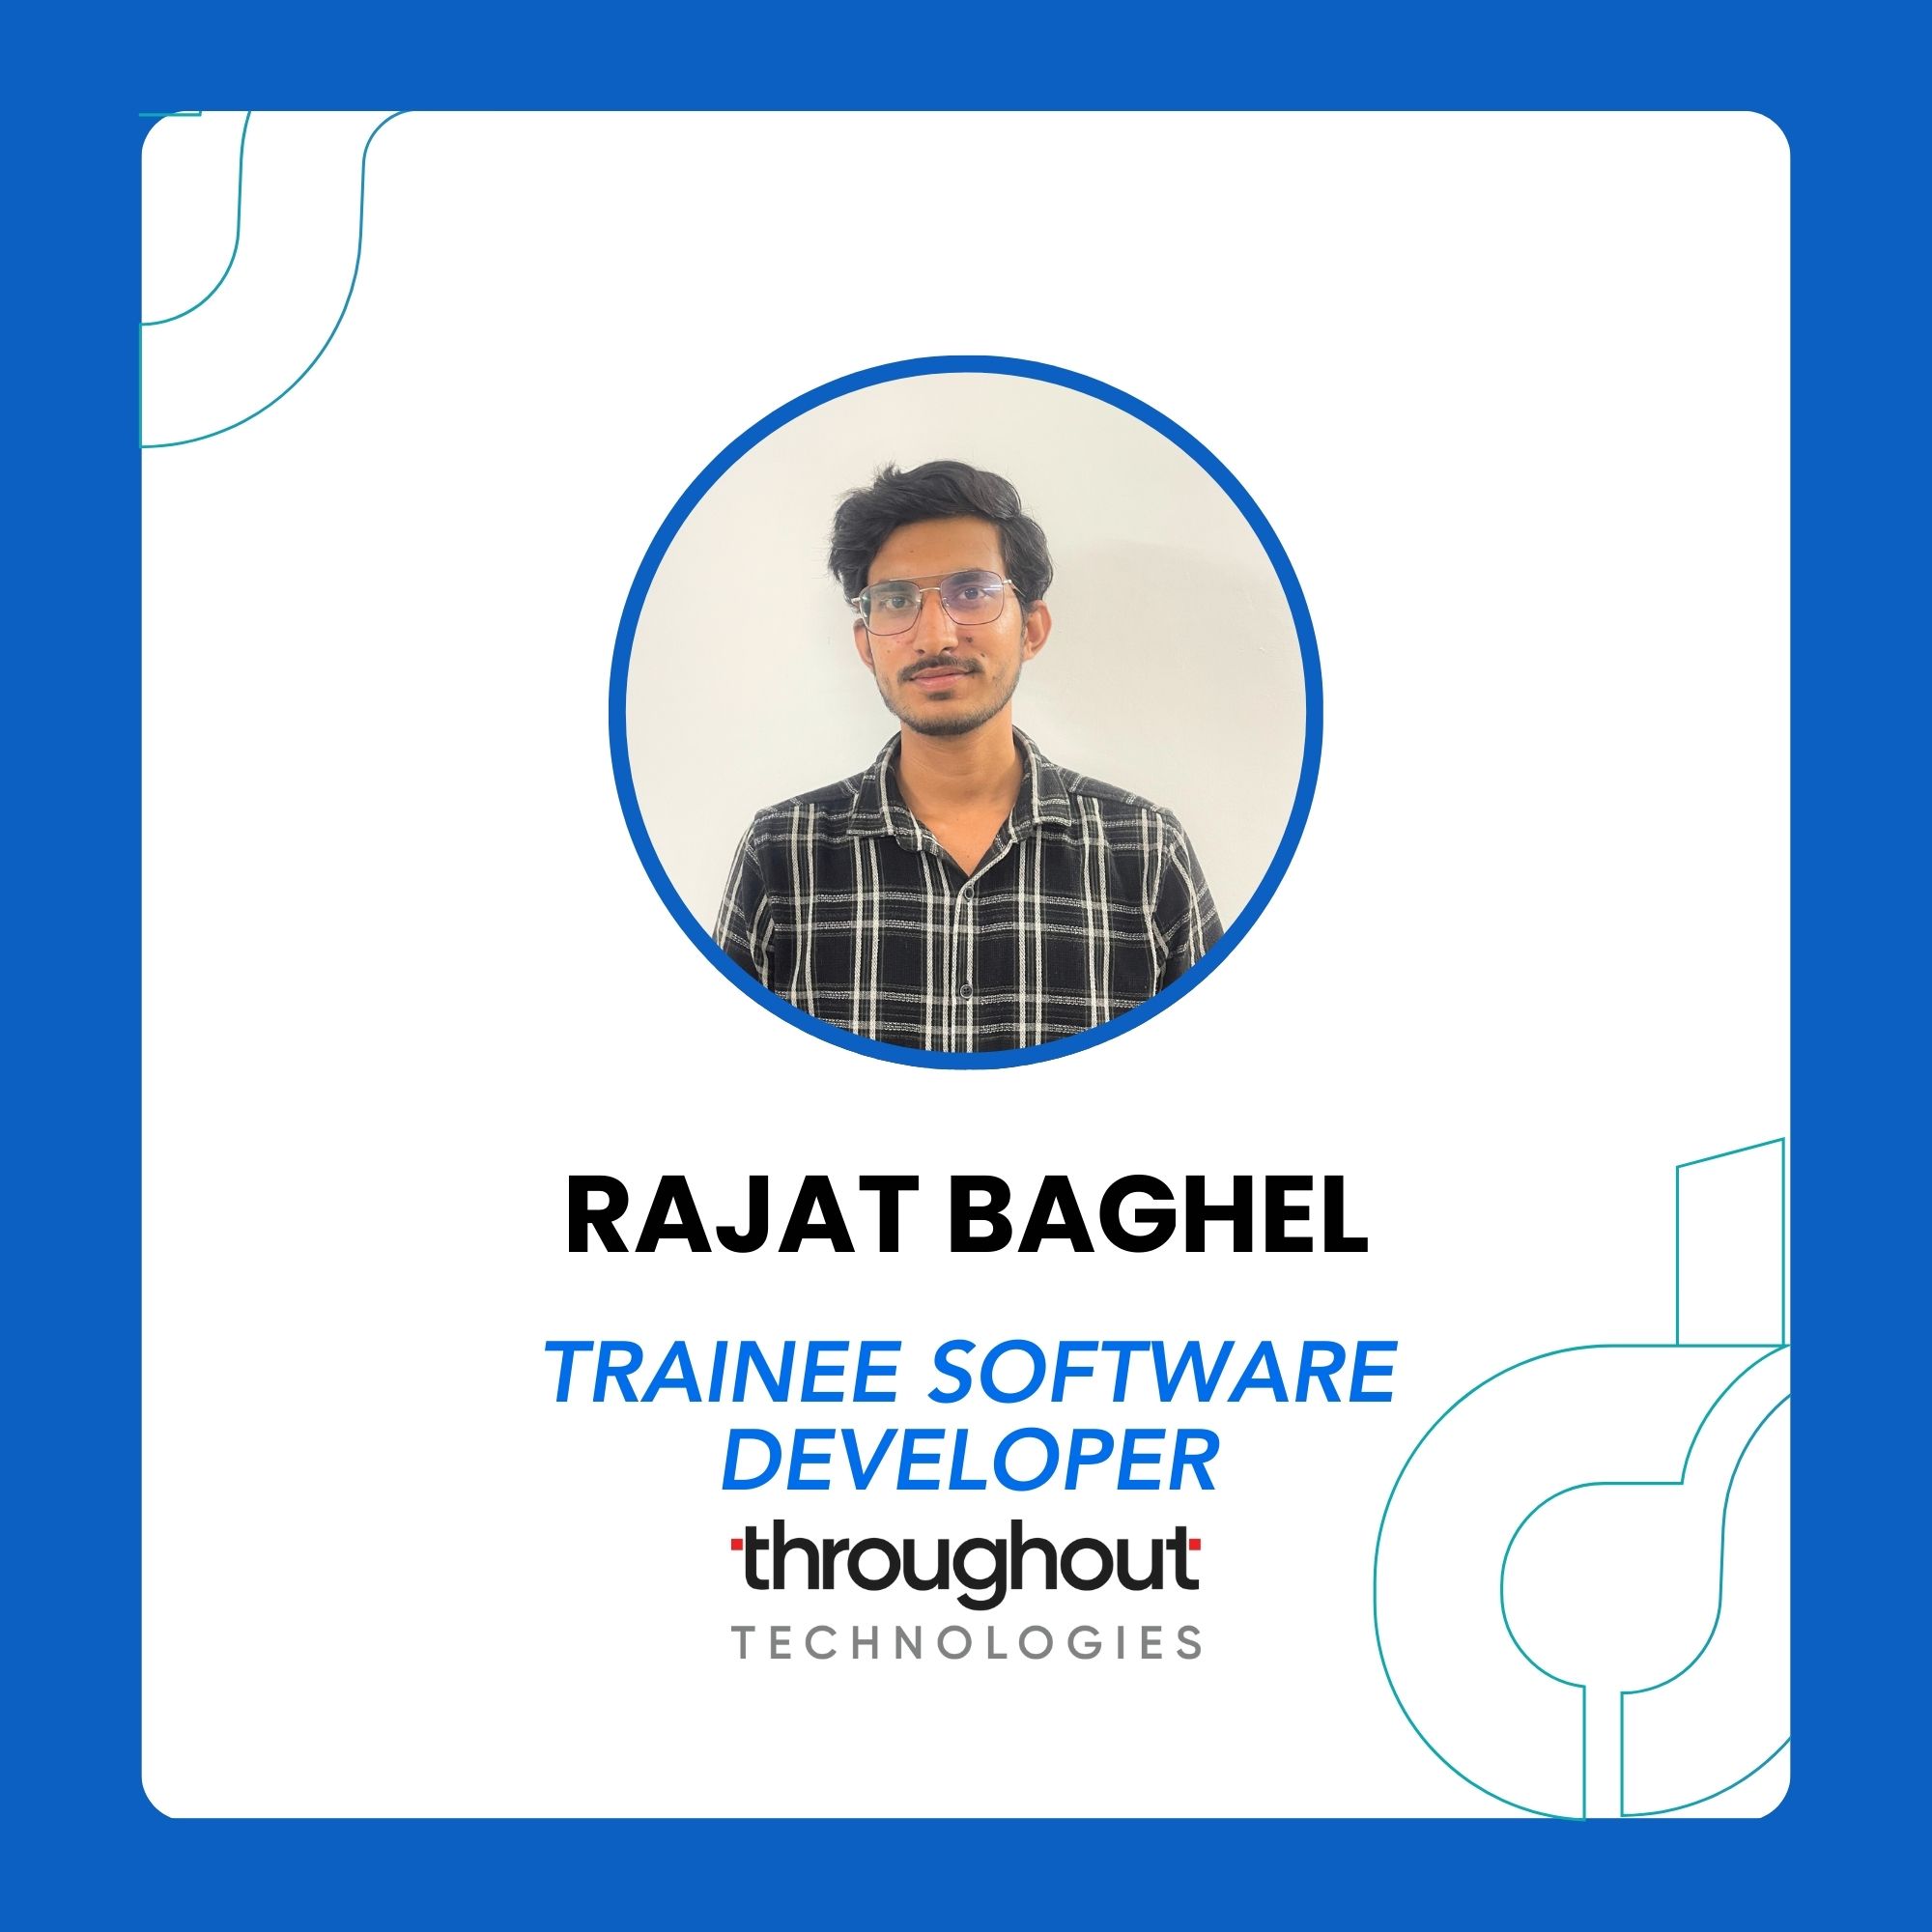 RAJAT BAGHEL
TRAINEE SOFTWARE
DEVELOPER
throughout
TECHNOLOGIES